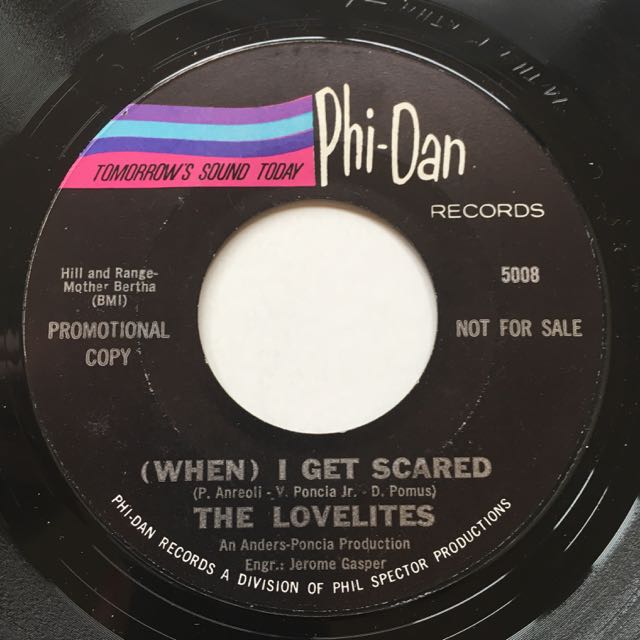 TOMORROW'S SOUND TODAY
Phi-Dan
RECORDS
Hill and Range-
Mother Bertha
(BMI)
5008
PROMOTIONAL
COPY
NOT FOR SALE
(WHEN) I GET SCARED
(P. Anreoli - V. Poncia Jr. - D. Pomus)
THE LOVELITES
An Anders-Poncia Production
Engr.: Jerome Gasper
PHI-DAN RECORDS A DIVISION OF PHIL SPECTOR PRODUCTIONS